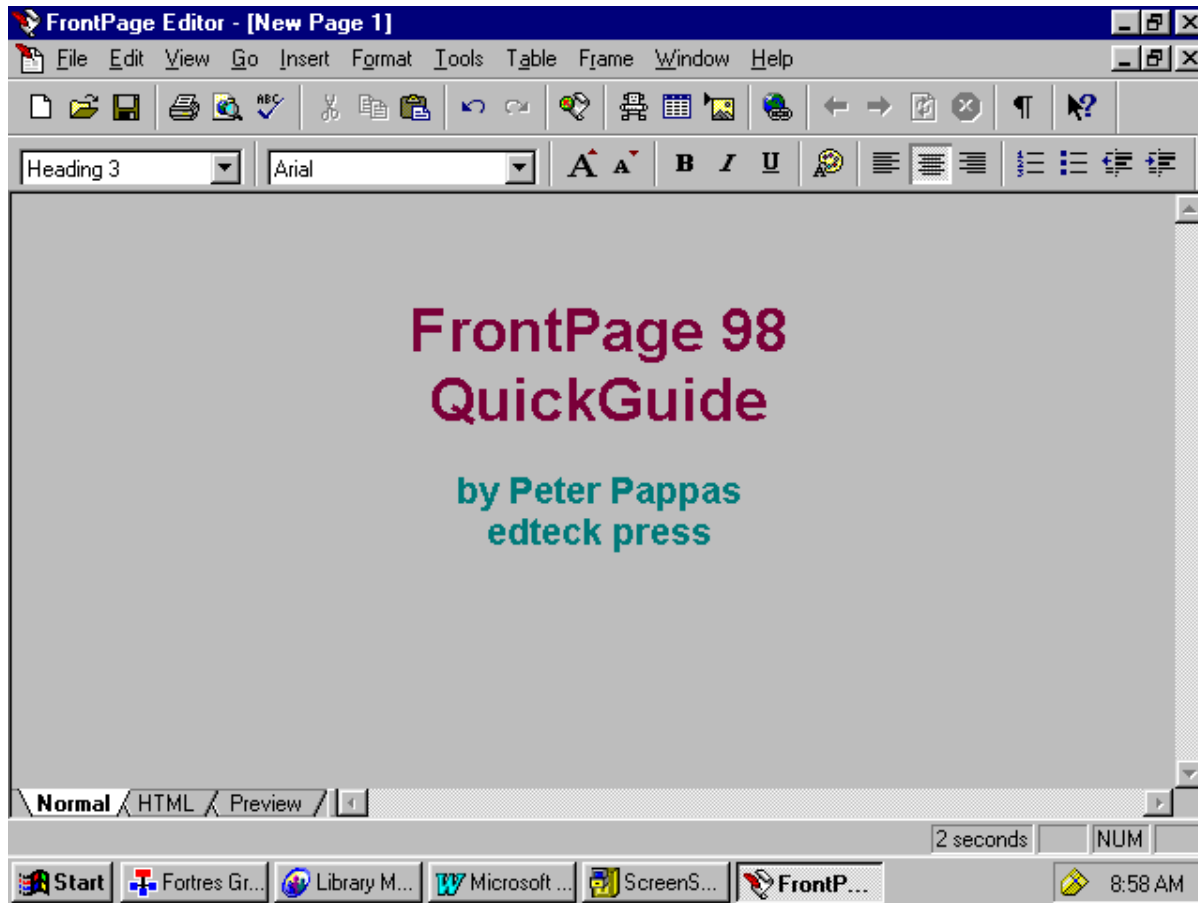 FrontPage Editor - [New Page 1]
File Edit View Go Insert Format Tools Table Frame Window Help
ABC
Heading 3 Arial A A B I U
FrontPage 98
QuickGuide
by Peter Pappas
edteck press
Normal HTML Preview
2 seconds NUM
Start Fortres Gr... Library M... Microsoft ... ScreenS... FrontP... 8:58 AM